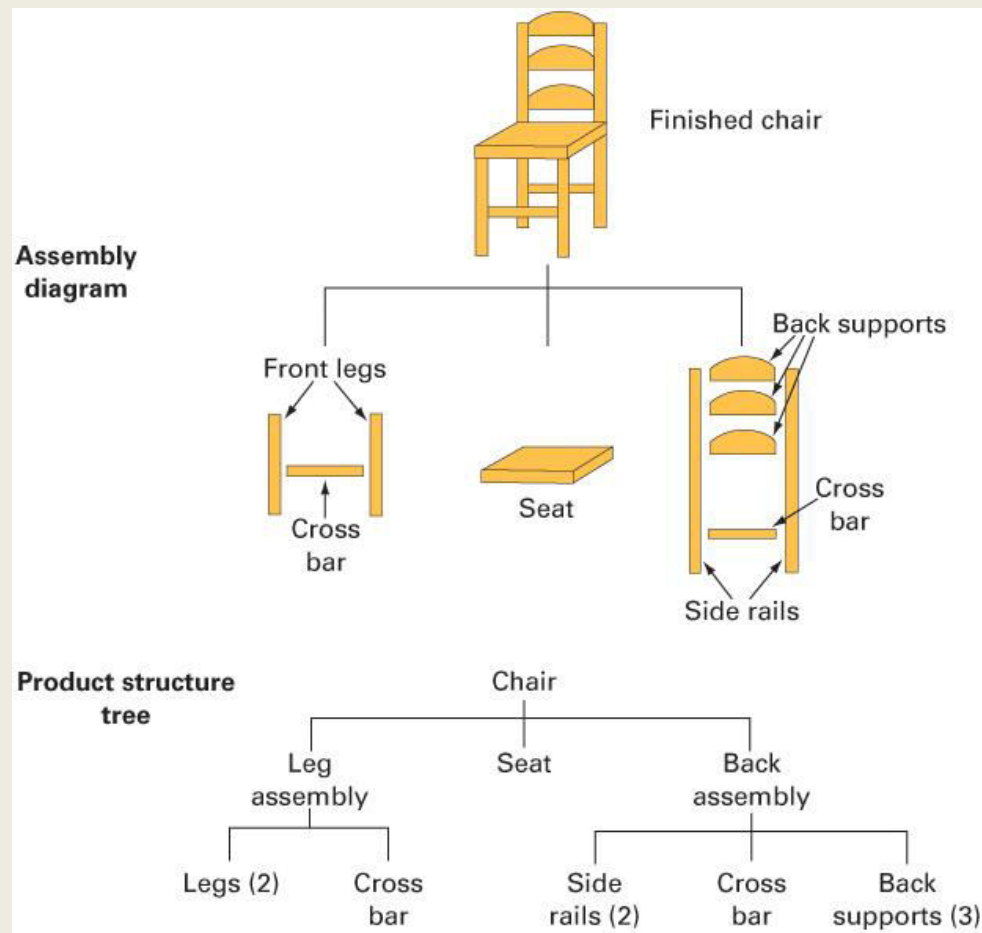 Finished chair
Assembly
diagram
Back supports
Front legs
Cross
bar
Seat
Cross
bar
Side rails
Product structure
tree
Chair
Leg
assembly
Seat
Back
assembly
Legs (2)
Cross
bar
Side
rails (2)
Cross
bar
Back
supports (3)